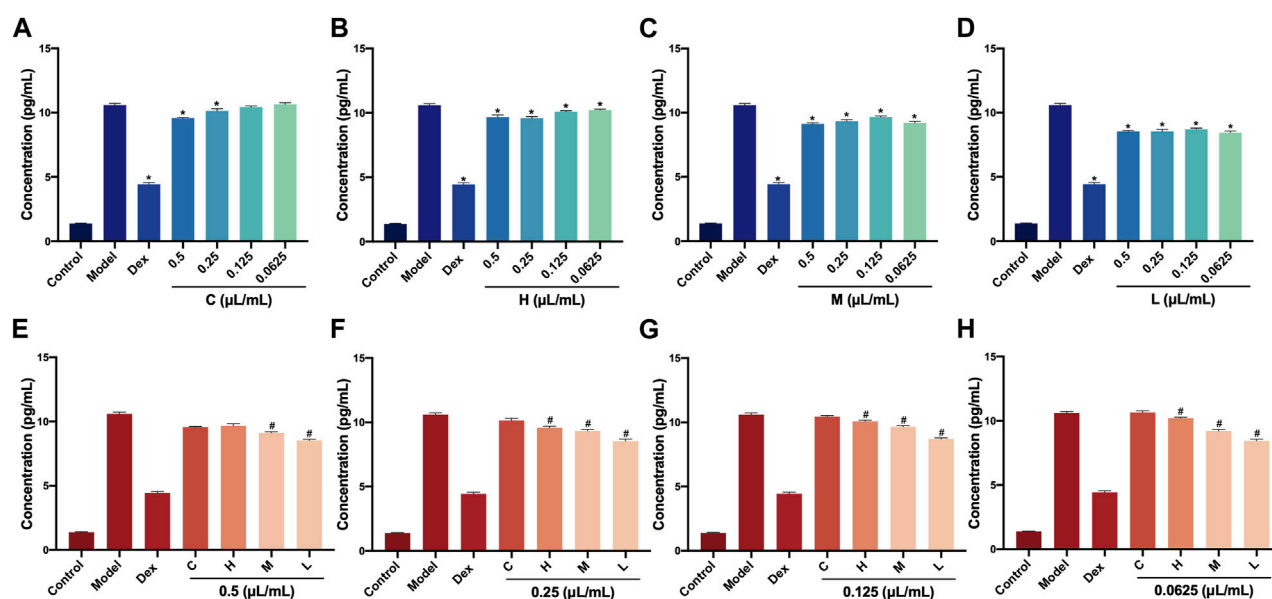 A
Concentration (pg/mL)
15
10
5
0
*
*
*
Control
Model
Dex
0.5
0.25
0.125
0.0625
C (µL/mL)
B
Concentration (pg/mL)
15
10
5
0
*
*
*
*
*
Control
Model
Dex
0.5
0.25
0.125
0.0625
H (µL/mL)
C
Concentration (pg/mL)
15
10
5
0
*
*
*
*
*
Control
Model
Dex
0.5
0.25
0.125
0.0625
M (µL/mL)
D
Concentration (pg/mL)
15
10
5
0
*
*
*
*
*
Control
Model
Dex
0.5
0.25
0.125
0.0625
L (µL/mL)
E
Concentration (pg/mL)
15
10
5
0
#
#
Control
Model
Dex
C
H
M
L
0.5 (µL/mL)
F
Concentration (pg/mL)
15
10
5
0
#
#
#
Control
Model
Dex
C
H
M
L
0.25 (µL/mL)
G
Concentration (pg/mL)
15
10
5
0
#
#
#
Control
Model
Dex
C
H
M
L
0.125 (µL/mL)
H
Concentration (pg/mL)
15
10
5
0
#
#
#
Control
Model
Dex
C
H
M
L
0.0625 (µL/mL)